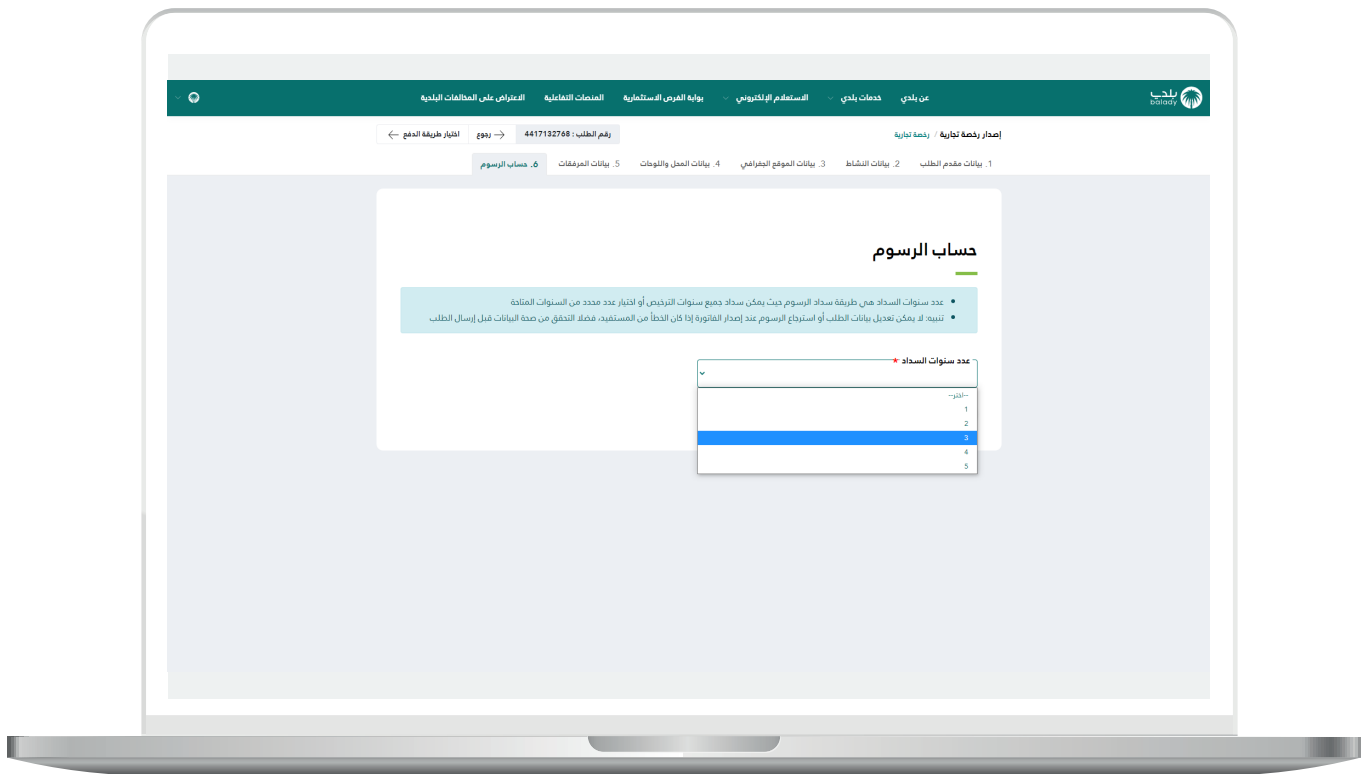 بلدي
balady
عن بلدي
خدمات بلدي
الاستعلام الإلكتروني
بوابة الفرص الاستثمارية
المنصات التفاعلية
الاعتراض على المخالفات البلدية
إصدار رخصة تجارية / رخصة تجارية
رقم الطلب : 4417132768
رجوع
اختيار طريقة الدفع
1. بيانات مقدم الطلب
2. بيانات النشاط
3. بيانات الموقع الجغرافي
4. بيانات المحل واللوحات
5. بيانات المرفقات
6. حساب الرسوم
حساب الرسوم
عدد سنوات السداد هي طريقة سداد الرسوم حيث يمكن سداد جميع سنوات الترخيص أو اختيار عدد محدد من السنوات المتاحة
تنبيه: لا يمكن تعديل بيانات الطلب أو استرجاع الرسوم عند إصدار الفاتورة إذا كان الخطأ من المستفيد، فضلا التحقق من صحة البيانات قبل إرسال الطلب
عدد سنوات السداد *
--اختر--
1
2
3
4
5